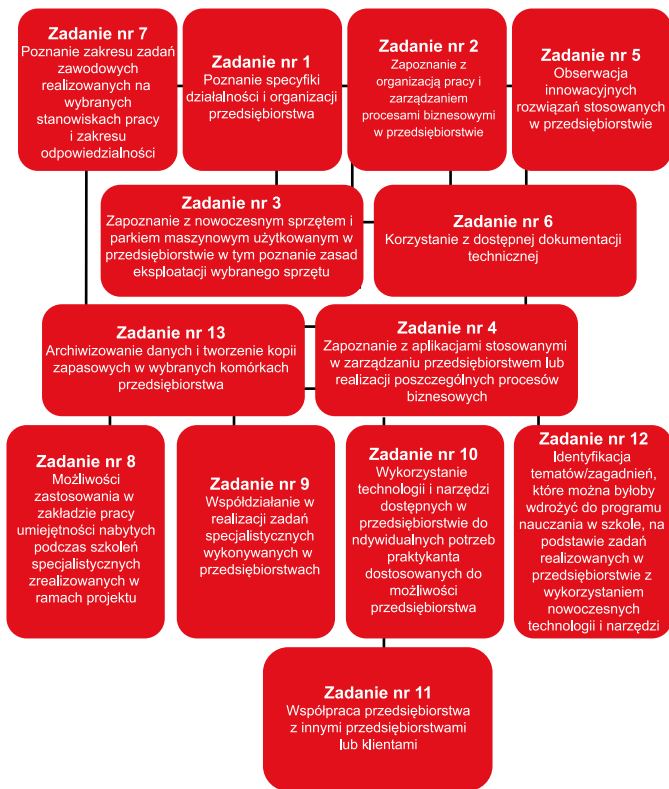 Zadanie nr 7
Poznanie zakresu zadań
zawodowych
realizowanych na
wybranych
stanowiskach pracy
i zakresu
odpowiedzialności
Zadanie nr 1
Poznanie specyfiki
działalności i organizacji
przedsiębiorstwa
Zadanie nr 2
Zapoznanie z
organizacją pracy i
zarządzaniem
procesami biznesowymi
w przedsiębiorstwie
Zadanie nr 5
Obserwacja
innowacyjnych
rozwiązań stosowanych
w przedsiębiorstwie
Zadanie nr 3
Zapoznanie z nowoczesnym sprzętem i
parkiem maszynowym użytkowanym w
przedsiębiorstwie w tym poznanie zasad
eksploatacji wybranego sprzętu
Zadanie nr 6
Korzystanie z dostępnej dokumentacji
technicznej
Zadanie nr 13
Archiwizowanie danych i tworzenie kopii
zapasowych w wybranych komórkach
przedsiębiorstwa
Zadanie nr 4
Zapoznanie z aplikacjami stosowanymi
w zarządzaniu przedsiębiorstwem lub
realizacji poszczególnych procesów
biznesowych
Zadanie nr 8
Możliwości
zastosowania w
zakładzie pracy
umiejętności nabytych
podczas szkoleń
specjalistycznych
zrealizowanych w
ramach projektu
Zadanie nr 9
Współdziałanie w
realizacji zadań
specjalistycznych
wykonywanych w
przedsiębiorstwach
Zadanie nr 10
Wykorzystanie
technologii i narzędzi
dostępnych w
przedsiębiorstwie do
ndywidualnych potrzeb
praktykanta
dostosowanych do
możliwości
przedsiębiorstwa
Zadanie nr 12
Identyfikacja
tematów/zagadnień,
które można byłoby
wdrożyć do programu
nauczania w szkole, na
podstawie zadań
realizowanych w
przedsiębiorstwie z
wykorzystaniem
nowoczesnych
technologii i narzędzi
Zadanie nr 11
Współpraca przedsiębiorstwa
z innymi przedsiębiorstwami
lub klientami